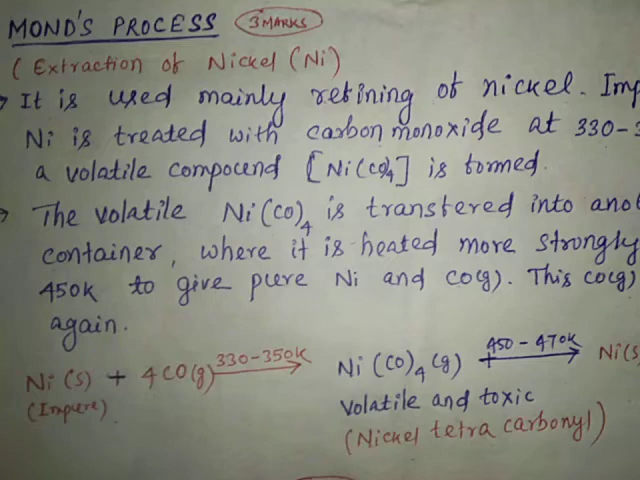 MOND'S PROCESS 3 MARKS
( Extraction of Nickel (Ni)
→ It is used mainly refining of nickel. Imp
Ni is treated with carbon monoxide at 330-3
a volatile compound [Ni(CO)4] is formed.
→ The volatile Ni(CO)4 is transfered into ano
container, where it is heated more strongly
450K to give pure Ni and CO(g). This CO(g)
again.
Ni(s) + 4CO(g) 330-350K → Ni(CO)4(g) 450-470K → Ni(s
(Impure) Volatile and toxic
(Nickel tetra carbonyl)